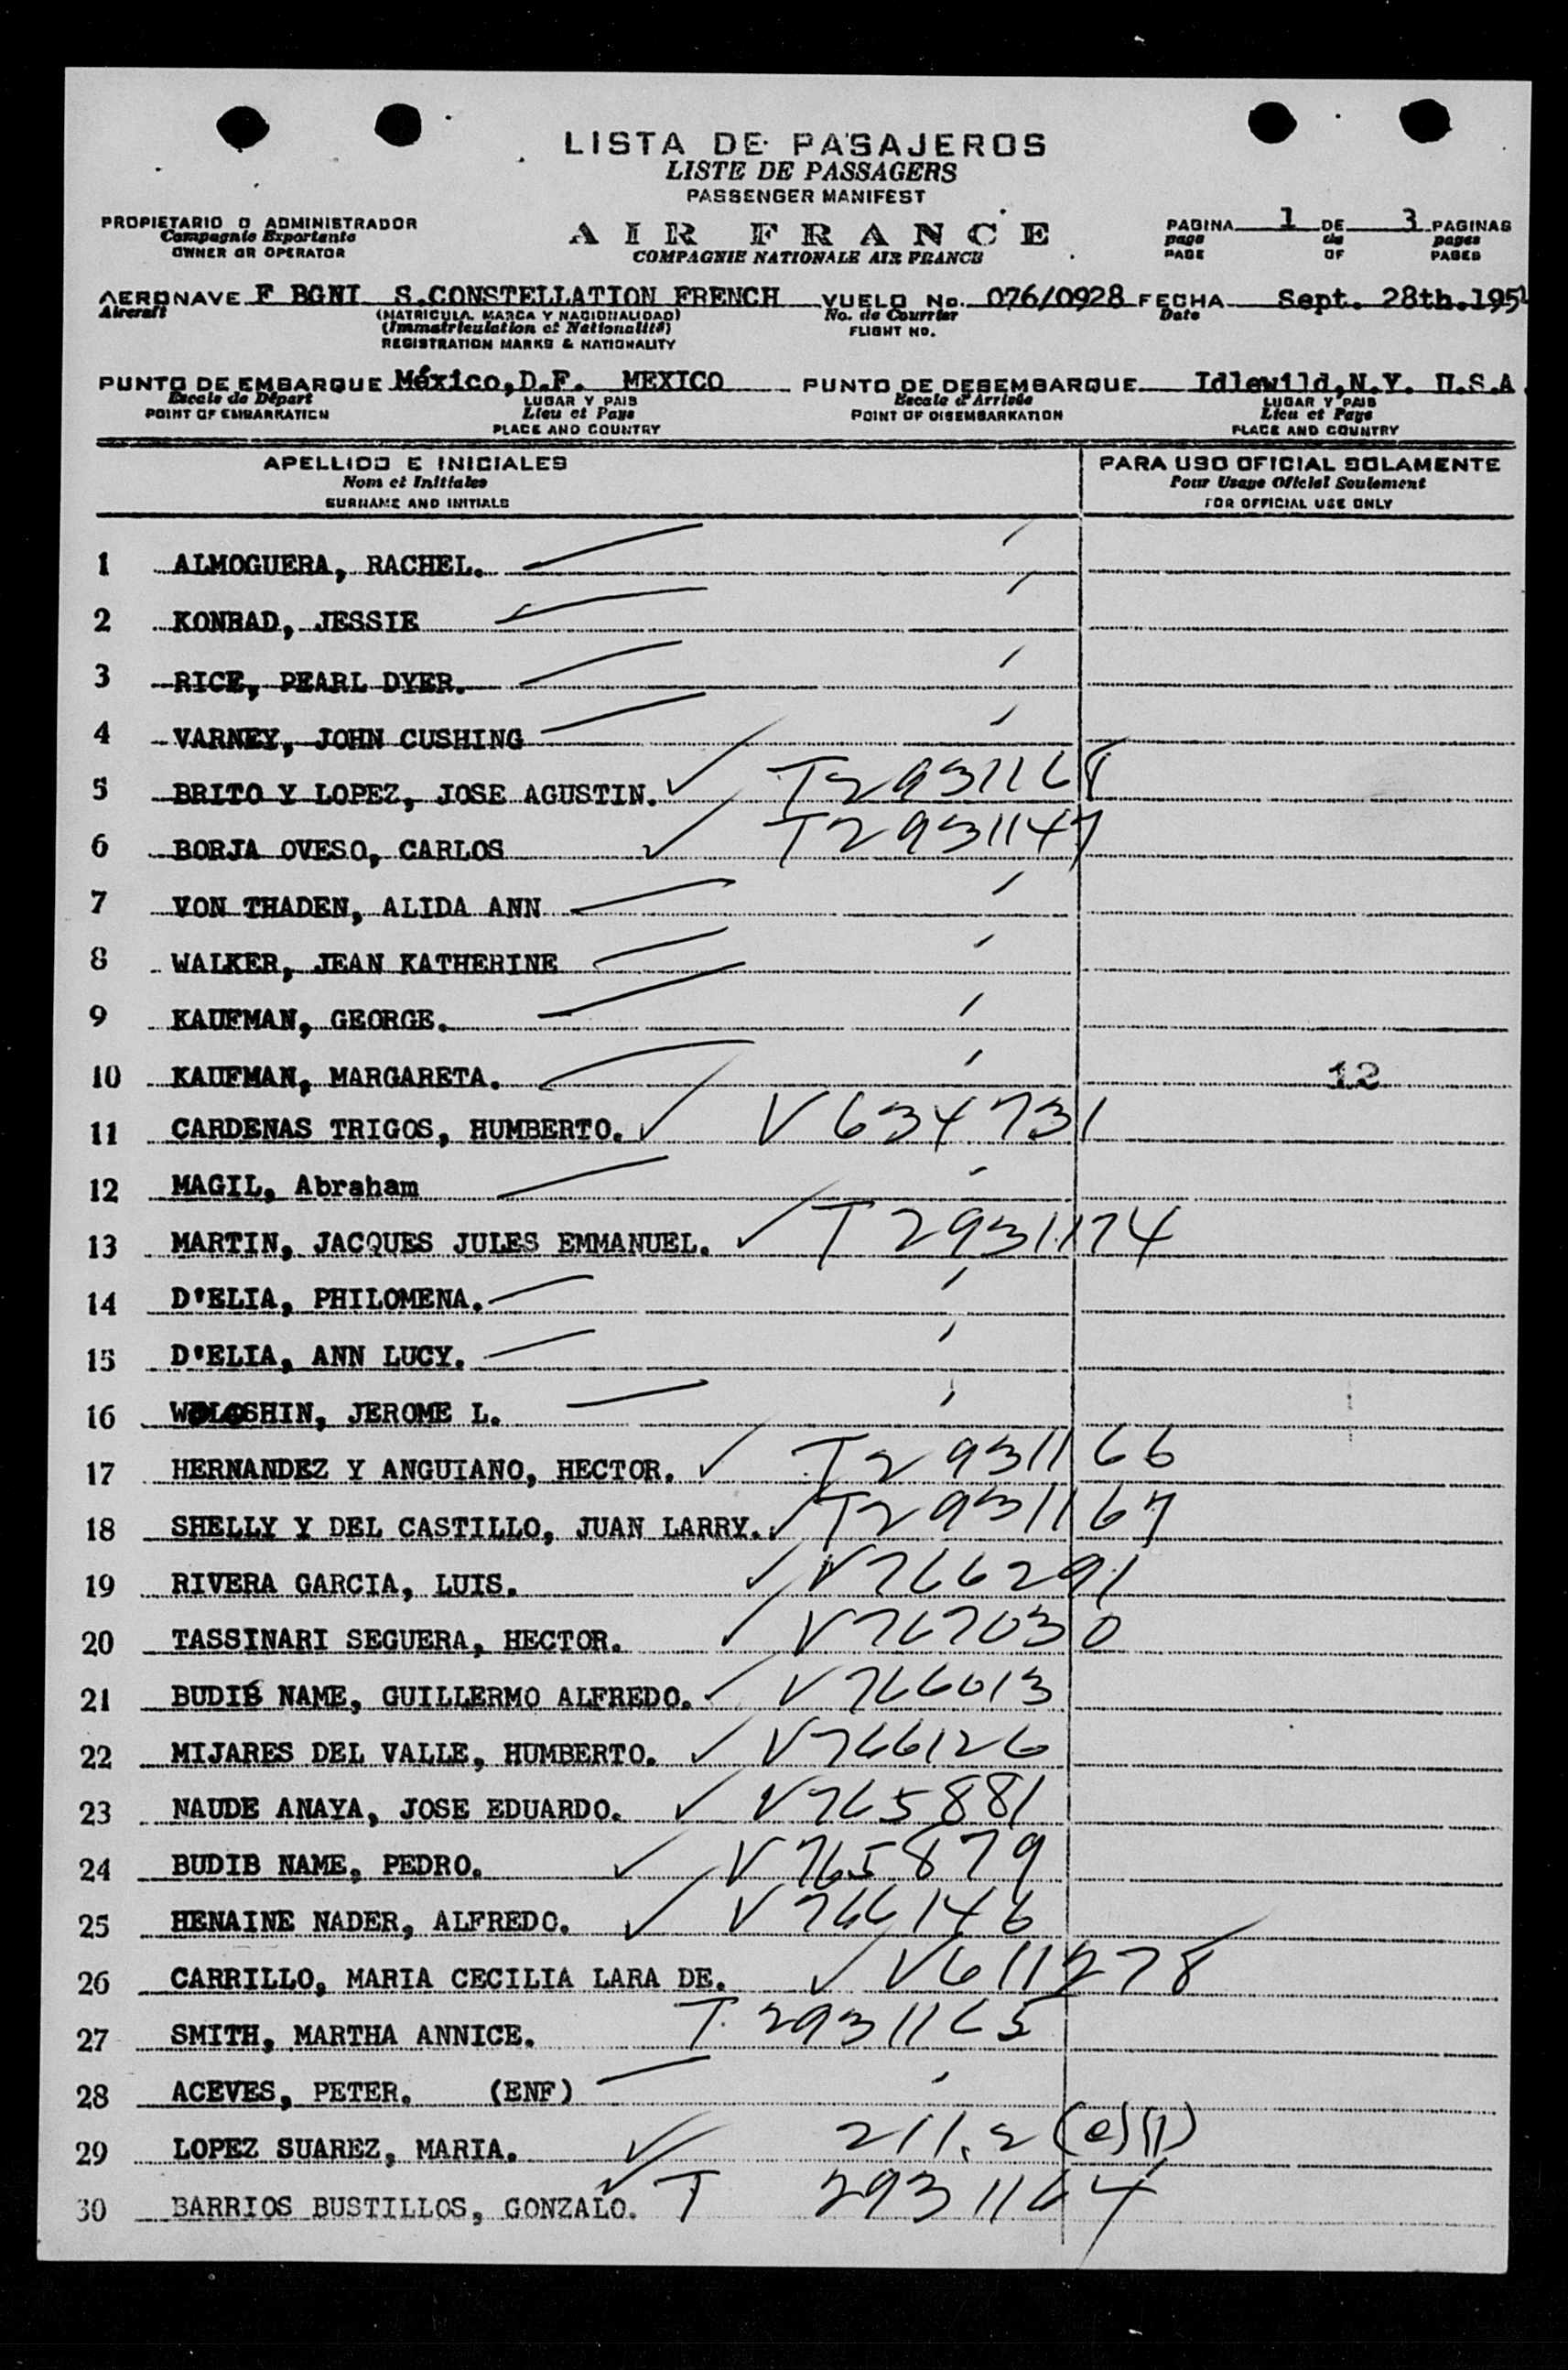 LISTA DE PASAJEROS
LISTE DE PASSAGERS
PASSENGER MANIFEST
PROPIETARIO O ADMINISTRADOR
Compagnie Exportante
OWNER OR OPERATOR
AIR FRANCE
COMPAGNIE NATIONALE AIR FRANCE
PAGINA 1 DE 3 PAGINAS
page de pages
PAGE OF PAGES
AERONAVE F BGNI S.CONSTELLATION FRENCH VUELO No. 076/0928 FECHA Sept. 28th.195
Aircraft (MATRICULA. MARCA Y NACIONALIDAD) No. de Courrier Date
(Immatriculation et Nationalité) FLIGHT NO.
REGISTRATION MARKS & NATIONALITY
PUNTO DE EMBARQUE México,D.F. MEXICO PUNTO DE DESEMBARQUE Idlewild,N.Y. U.S.A
Escale de Départ LUGAR Y PAIS Escale d'Arrivée LUGAR Y PAIS
POINT OF EMBARKATION Lieu et Pays POINT OF DISEMBARKATION Lieu et Pays
PLACE AND COUNTRY PLACE AND COUNTRY
APELLIDO E INICIALES PARA USO OFICIAL SOLAMENTE
Nom et Initiales Pour Usage Oficiel Seulement
SURNAME AND INITIALS FOR OFFICIAL USE ONLY
1 ALMOGUERA, RACHEL.
2 KONRAD, JESSIE
3 RICE, PEARL DYER.
4 VARNEY, JOHN CUSHING
5 BRITO Y LOPEZ, JOSE AGUSTIN. T2931168
6 BORJA OVESO, CARLOS T2931147
7 VON THADEN, ALIDA ANN
8 WALKER, JEAN KATHERINE
9 KAUFMAN, GEORGE.
10 KAUFMAN, MARGARETA. 12
11 CARDENAS TRIGOS, HUMBERTO. V634731
12 MAGIL, Abraham
13 MARTIN, JACQUES JULES EMMANUEL. T2931174
14 D'ELIA, PHILOMENA.
15 D'ELIA, ANN LUCY.
16 WOLOSHIN, JEROME L.
17 HERNANDEZ Y ANGUIANO, HECTOR. T2931166
18 SHELLY Y DEL CASTILLO, JUAN LARRY. T2931167
19 RIVERA GARCIA, LUIS. V766291
20 TASSINARI SEGUERA, HECTOR. V767030
21 BUDIB NAME, GUILLERMO ALFREDO. V766013
22 MIJARES DEL VALLE, HUMBERTO. V766126
23 NAUDE ANAYA, JOSE EDUARDO. V765881
24 BUDIB NAME, PEDRO. V765879
25 HENAINE NADER, ALFREDO. V766146
26 CARRILLO, MARIA CECILIA LARA DE. V611278
27 SMITH, MARTHA ANNICE. T.2931165
28 ACEVES, PETER. (ENF)
29 LOPEZ SUAREZ, MARIA. 211.2(e)(1)
30 BARRIOS BUSTILLOS, GONZALO. T 2931164